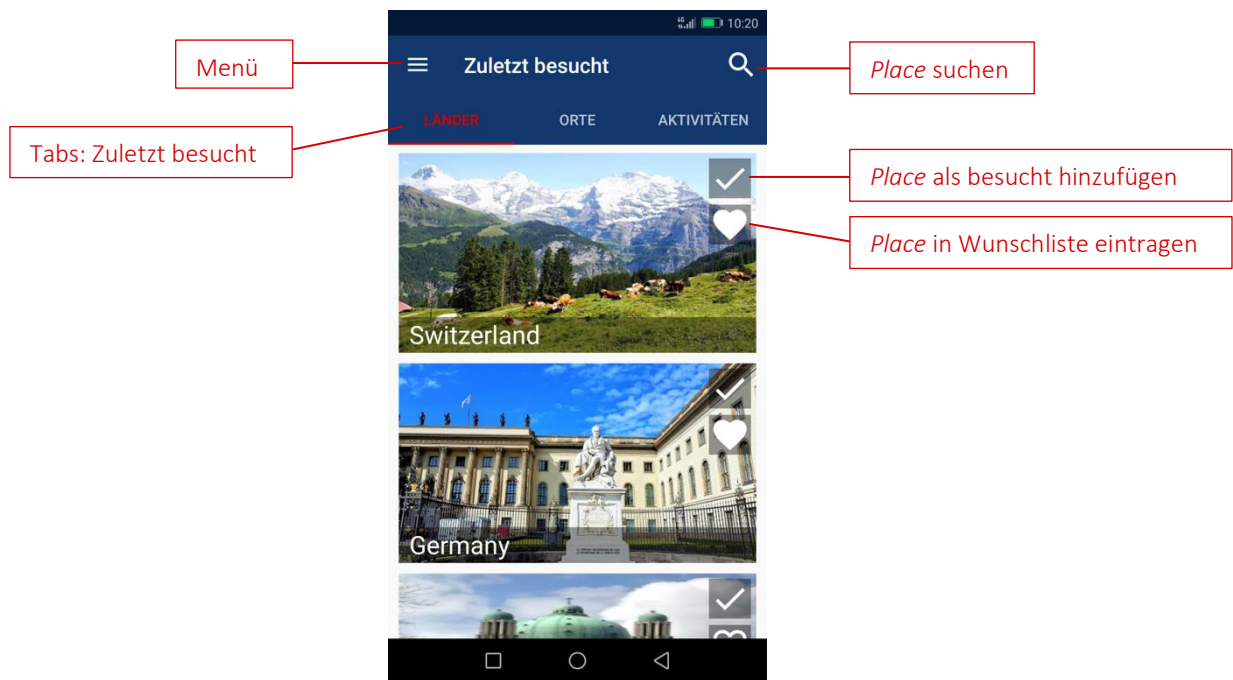 10:20
Menü
Zuletzt besucht
Place suchen
LÄNDER ORTE AKTIVITÄTEN
Tabs: Zuletzt besucht
Place als besucht hinzufügen
Place in Wunschliste eintragen
Switzerland
Germany